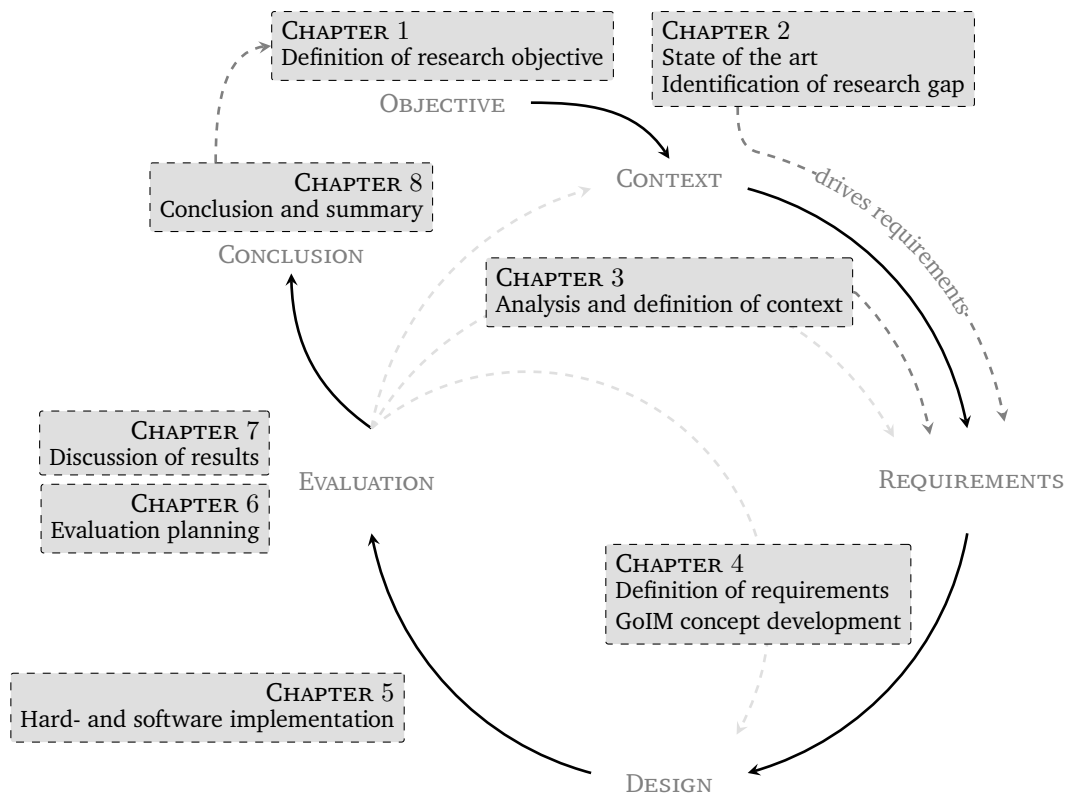 Chapter 1
Definition of research objective
Objective
Chapter 2
State of the art
Identification of research gap
Context
drives requirements
Chapter 8
Conclusion and summary
Conclusion
Chapter 3
Analysis and definition of context
Chapter 7
Discussion of results
Evaluation
Requirements
Chapter 6
Evaluation planning
Chapter 4
Definition of requirements
GoIM concept development
Chapter 5
Hard- and software implementation
Design